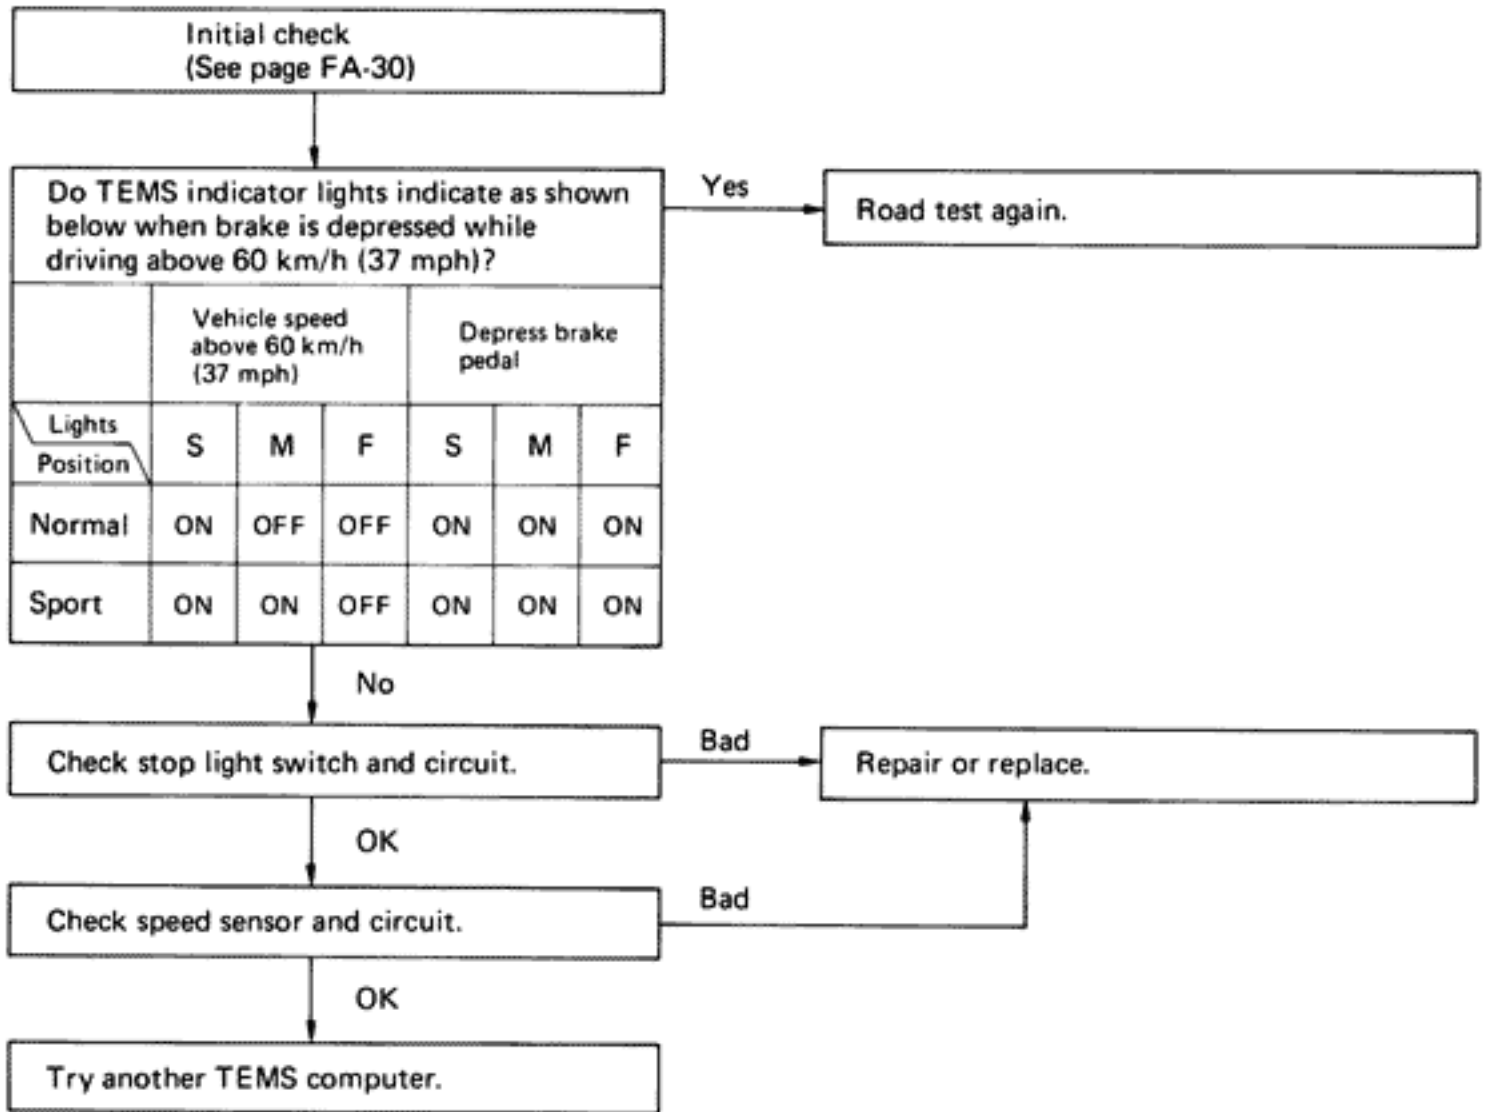 Initial check
(See page FA-30)
Do TEMS indicator lights indicate as shown
below when brake is depressed while
driving above 60 km/h (37 mph)?
Yes
Road test again.
Vehicle speed
above 60 km/h
(37 mph)
Depress brake
pedal
Lights
Position
S M F S M F
Normal ON OFF OFF ON ON ON
Sport ON ON OFF ON ON ON
No
Check stop light switch and circuit.
Bad
Repair or replace.
OK
Check speed sensor and circuit.
Bad
OK
Try another TEMS computer.